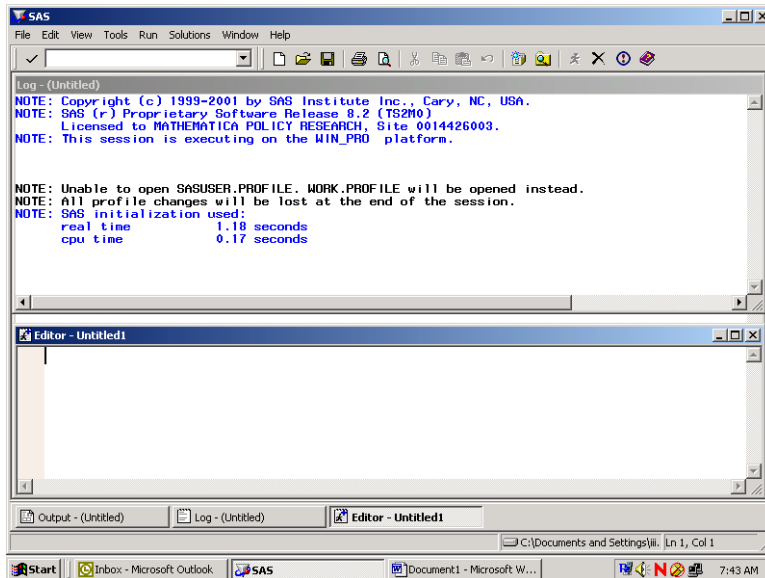 SAS
File Edit View Tools Run Solutions Window Help
Log - (Untitled)
NOTE: Copyright (c) 1999-2001 by SAS Institute Inc., Cary, NC, USA.
NOTE: SAS (r) Proprietary Software Release 8.2 (TS2M0)
Licensed to MATHEMATICA POLICY RESEARCH, Site 0014426003.
NOTE: This session is executing on the WIN_PRO platform.
NOTE: Unable to open SASUSER.PROFILE. WORK.PROFILE will be opened instead.
NOTE: All profile changes will be lost at the end of the session.
NOTE: SAS initialization used:
real time 1.18 seconds
cpu time 0.17 seconds
Editor - Untitled1
Output - (Untitled) Log - (Untitled) Editor - Untitled1
C:\Documents and Settings\iii. Ln 1, Col 1
Start Inbox - Microsoft Outlook SAS Document1 - Microsoft W... N 7:43 AM